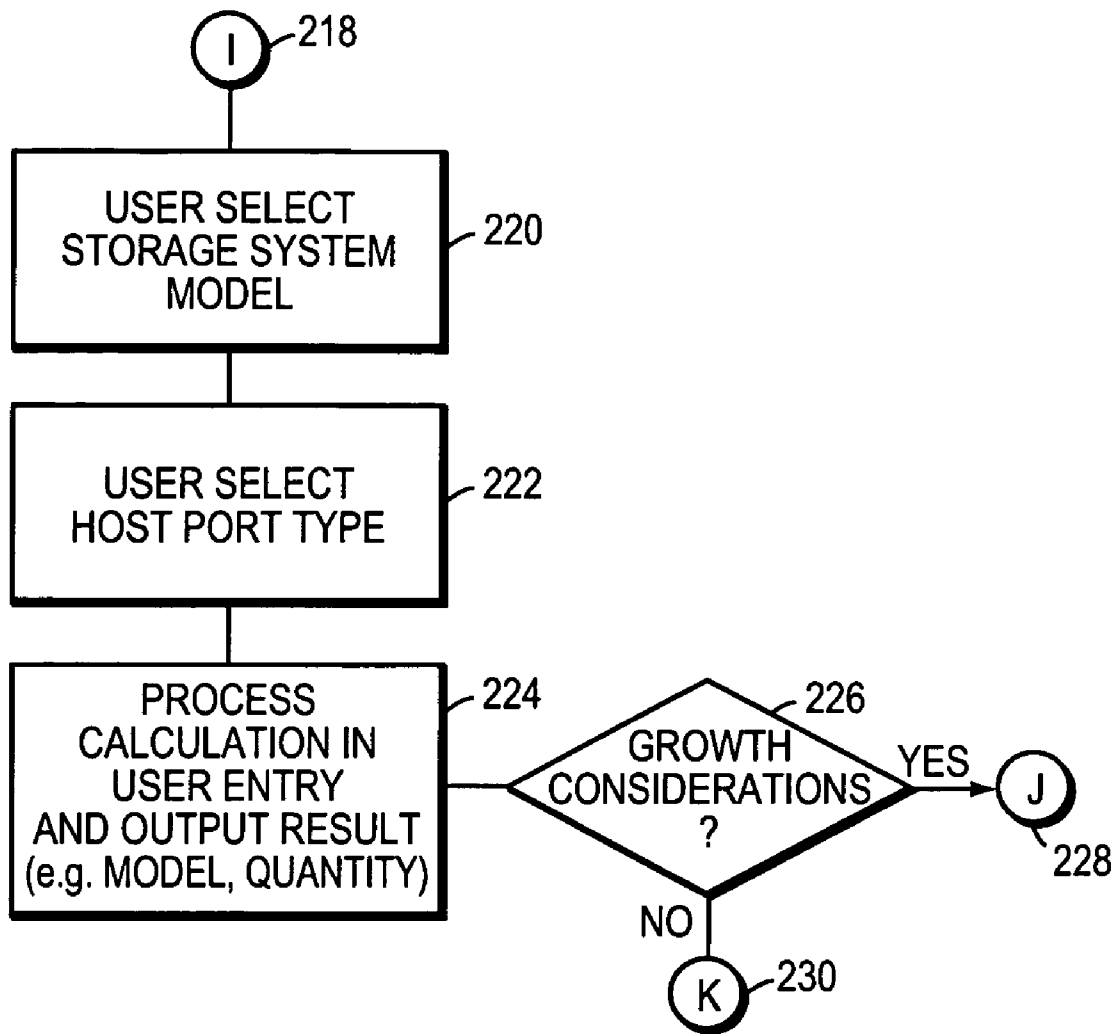 I
218
USER SELECT
STORAGE SYSTEM
MODEL
220
USER SELECT
HOST PORT TYPE
222
PROCESS
CALCULATION IN
USER ENTRY
AND OUTPUT RESULT
(e.g. MODEL, QUANTITY)
224
GROWTH
CONSIDERATIONS
?
226
YES
J
228
NO
K
230